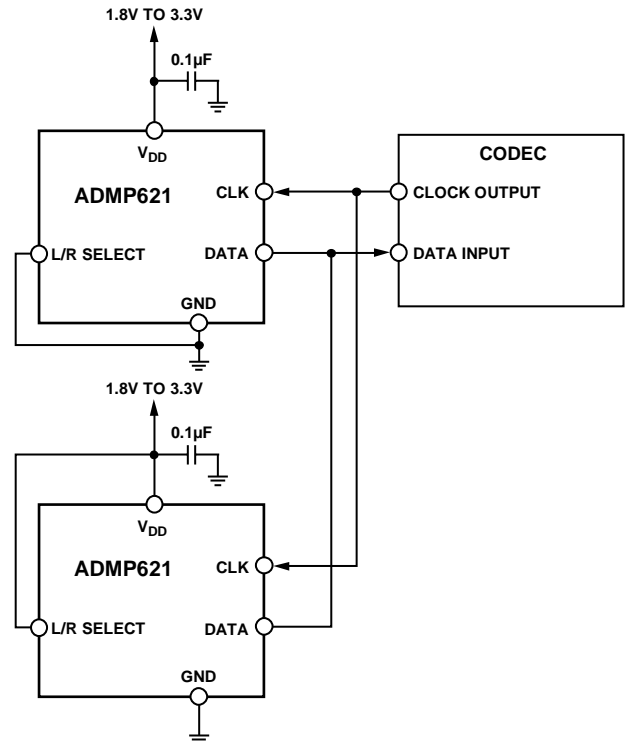 1.8V TO 3.3V
0.1µF
VDD
ADMP621
CLK
L/R SELECT
DATA
GND
CODEC
CLOCK OUTPUT
DATA INPUT
1.8V TO 3.3V
0.1µF
VDD
ADMP621
CLK
L/R SELECT
DATA
GND